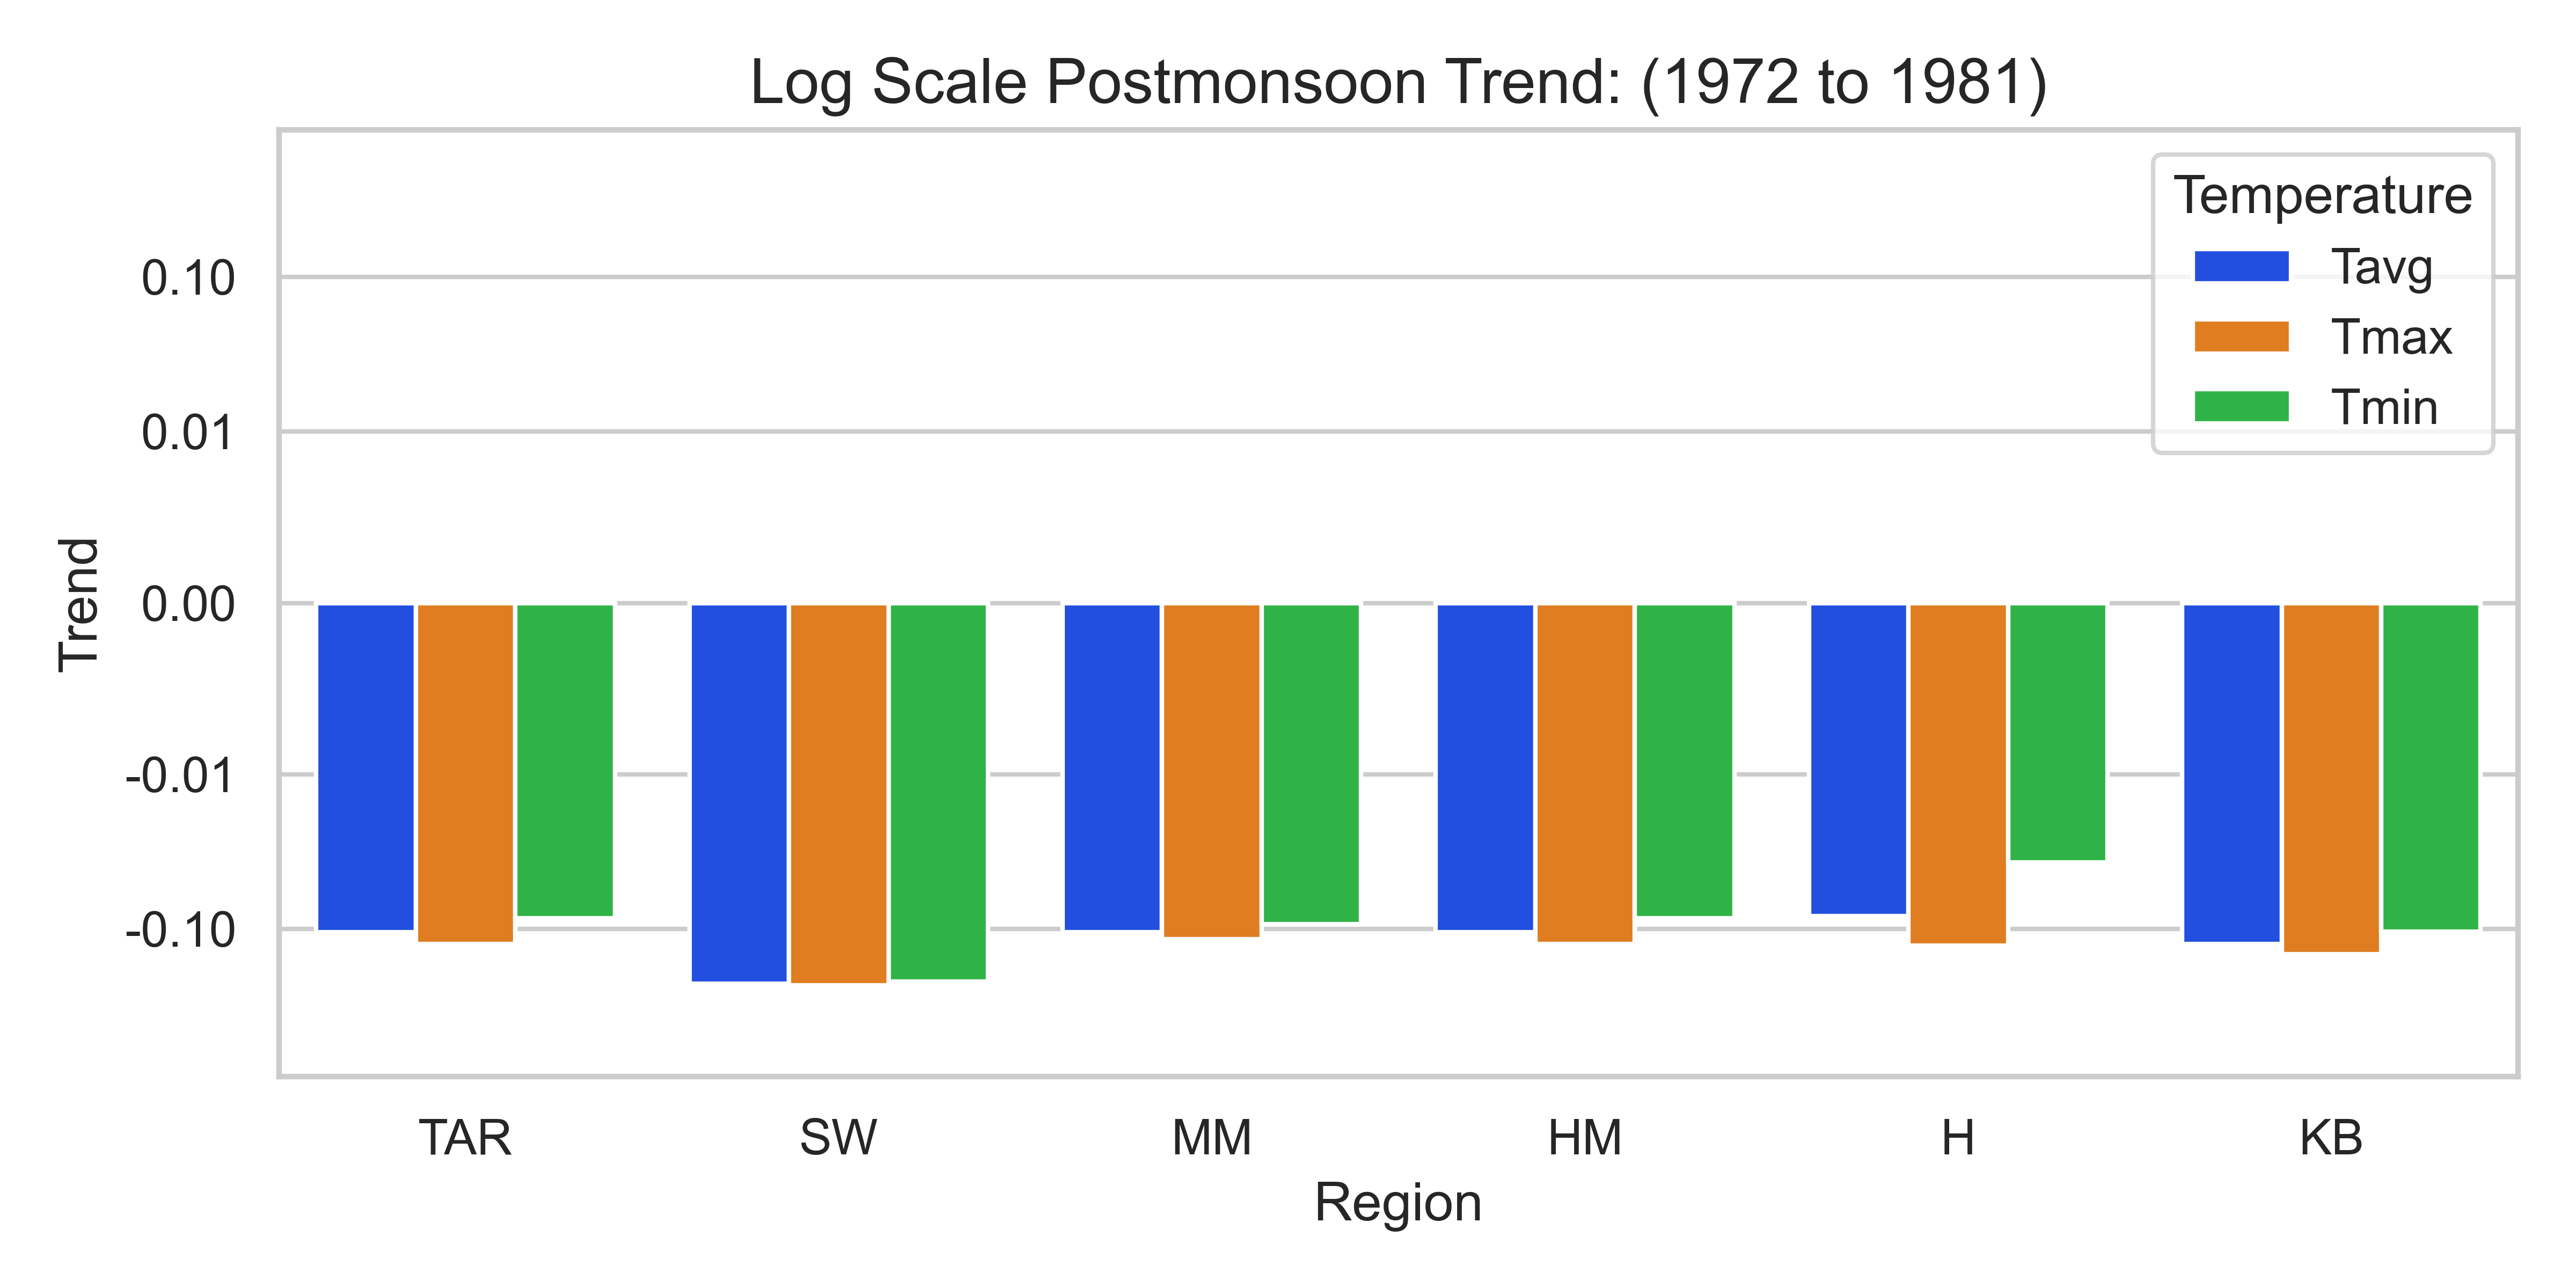 Log Scale Postmonsoon Trend: (1972 to 1981)
Temperature
Tavg
Tmax
Tmin
Trend
0.10
0.01
0.00
-0.01
-0.10
TAR SW MM HM H KB
Region